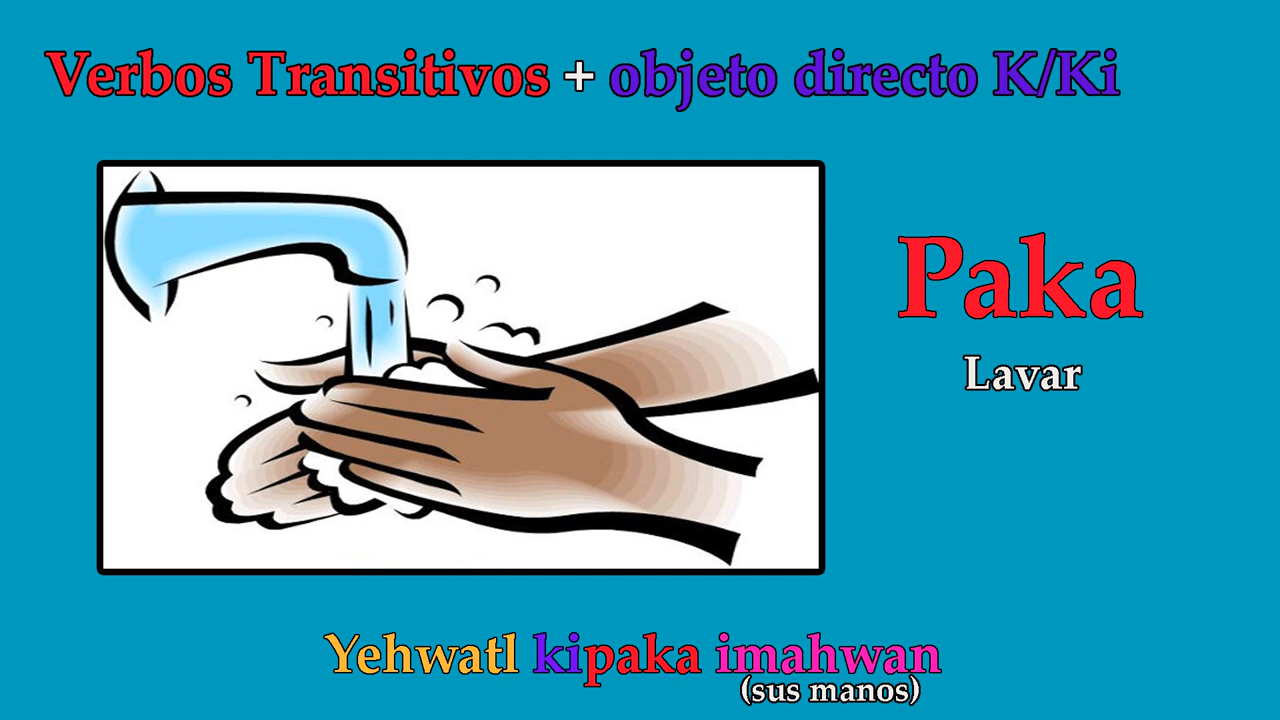 Verbos Transitivos + objeto directo K/Ki
Paka
Lavar
Yehwatl kipaka imahwan
(sus manos)